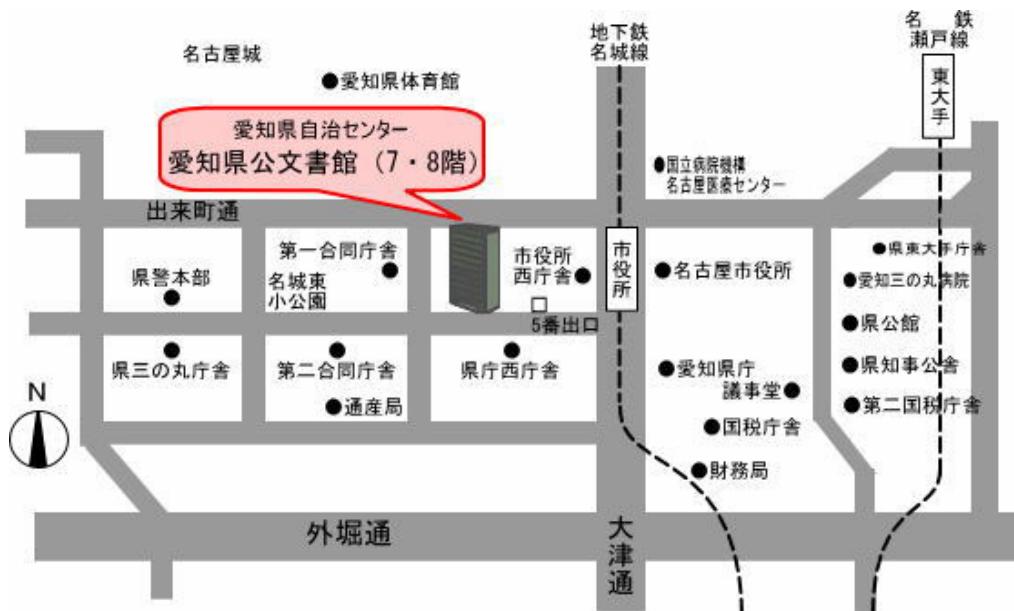 名古屋城
地下鉄
名城線
名鉄
瀬戸線
愛知県体育館
東大手
愛知県自治センター
愛知県公文書館（7・8階）
国立病院機構
名古屋医療センター
出来町通
第一合同庁舎
市役所
西庁舎
市役所
名古屋市役所
県東大手庁舎
県警本部
名城東
小公園
愛知三の丸病院
5番出口
県公館
県三の丸庁舎
第二合同庁舎
県庁西庁舎
愛知県庁
議事堂
県知事公舎
N
通産局
国税庁舎
第二国税庁舎
財務局
外堀通
大津通